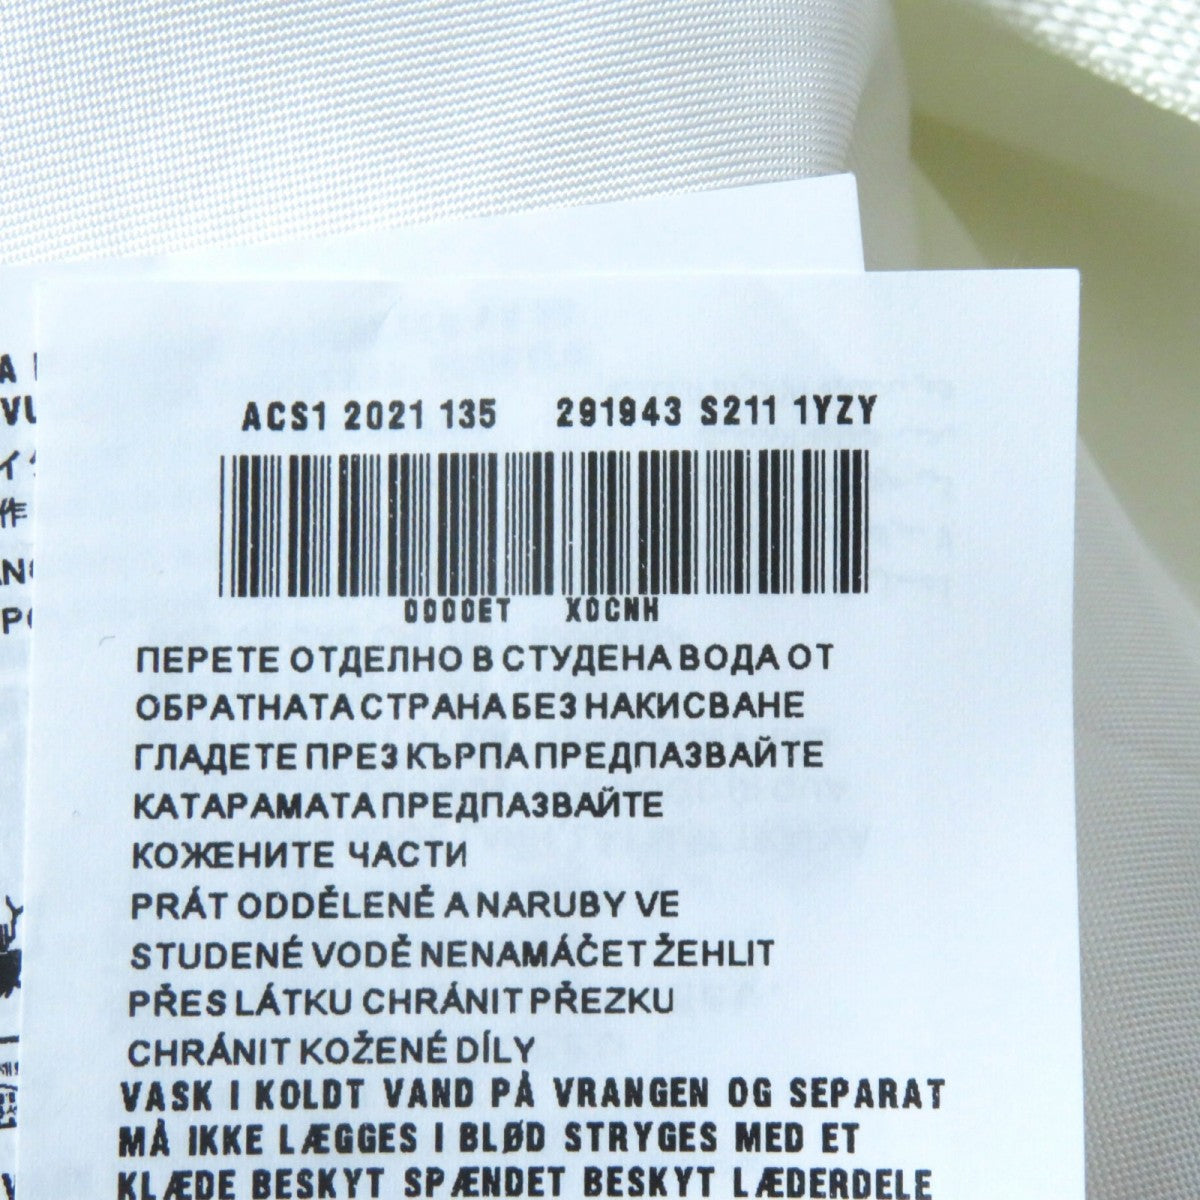 ACS1 2021 135 291943 S211 1YZY
0000ET X0CNH
ПЕРЕТЕ ОТДЕЛНО В СТУДЕНА ВОДА ОТ
ОБРАТНАТА СТРАНА БЕЗ НАКИСВАНЕ
ГЛАДЕТЕ ПРЕЗ КЪРПА ПРЕДПАЗВАЙТЕ
КАТАРАМАТА ПРЕДПАЗВАЙТЕ
КОЖЕНИТЕ ЧАСТИ
PRÁT ODDĚLENĚ A NARUBY VE
STUDENÉ VODĚ NENAMÁČET ŽEHLIT
PŘES LÁTKU CHRÁNIT PŘEZKU
CHRÁNIT KOŽENÉ DÍLY
VASK I KOLDT VAND PÅ VRANGEN OG SEPARAT
MÅ IKKE LÆGGES I BLØD STRYGES MED ET
KLÆDE BESKYT SPÆNDET BESKYT LÆDERDELE